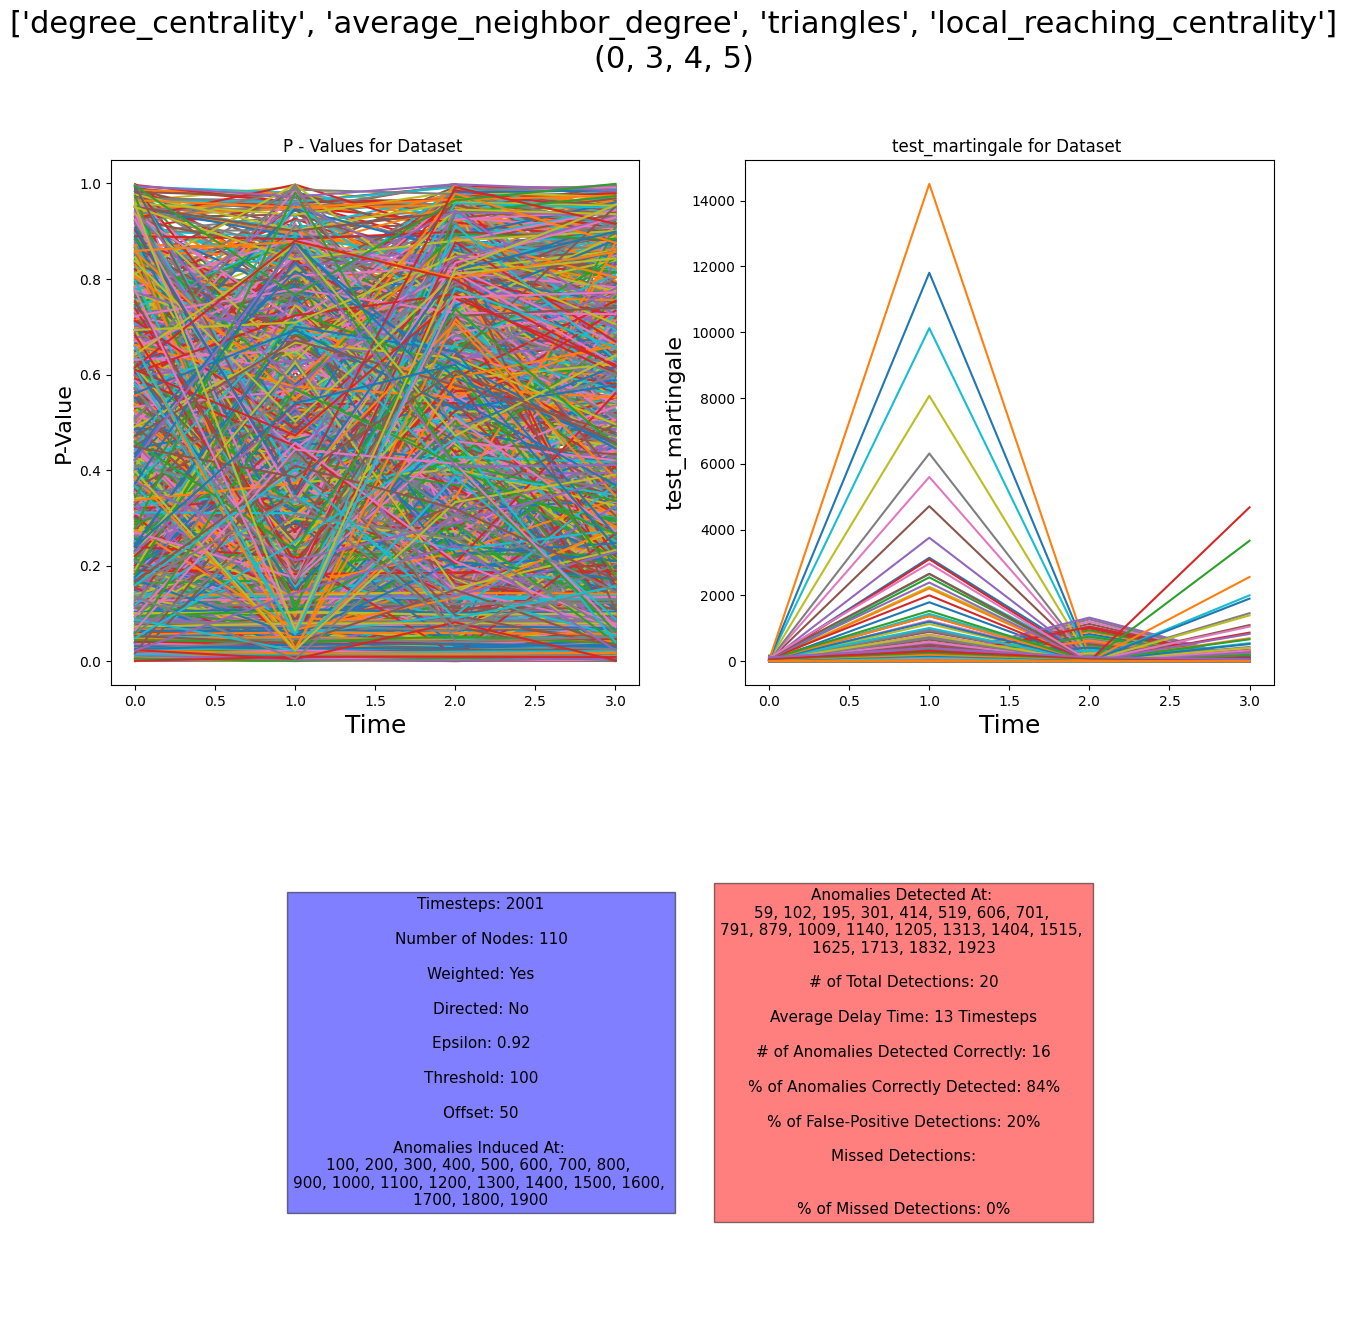 ['degree_centrality', 'average_neighbor_degree', 'triangles', 'local_reaching_centrality']
(0, 3, 4, 5)
P - Values for Dataset
1.0
0.8
0.6
0.4
0.2
0.0
P-Value
0.0 0.5 1.0 1.5 2.0 2.5 3.0
Time
test_martingale for Dataset
14000
12000
10000
8000
6000
4000
2000
0
test_martingale
0.0 0.5 1.0 1.5 2.0 2.5 3.0
Time
Timesteps: 2001
Number of Nodes: 110
Weighted: Yes
Directed: No
Epsilon: 0.92
Threshold: 100
Offset: 50
Anomalies Induced At:
100, 200, 300, 400, 500, 600, 700, 800,
900, 1000, 1100, 1200, 1300, 1400, 1500, 1600,
1700, 1800, 1900
Anomalies Detected At:
59, 102, 195, 301, 414, 519, 606, 701,
791, 879, 1009, 1140, 1205, 1313, 1404, 1515,
1625, 1713, 1832, 1923
# of Total Detections: 20
Average Delay Time: 13 Timesteps
# of Anomalies Detected Correctly: 16
% of Anomalies Correctly Detected: 84%
% of False-Positive Detections: 20%
Missed Detections:
% of Missed Detections: 0%